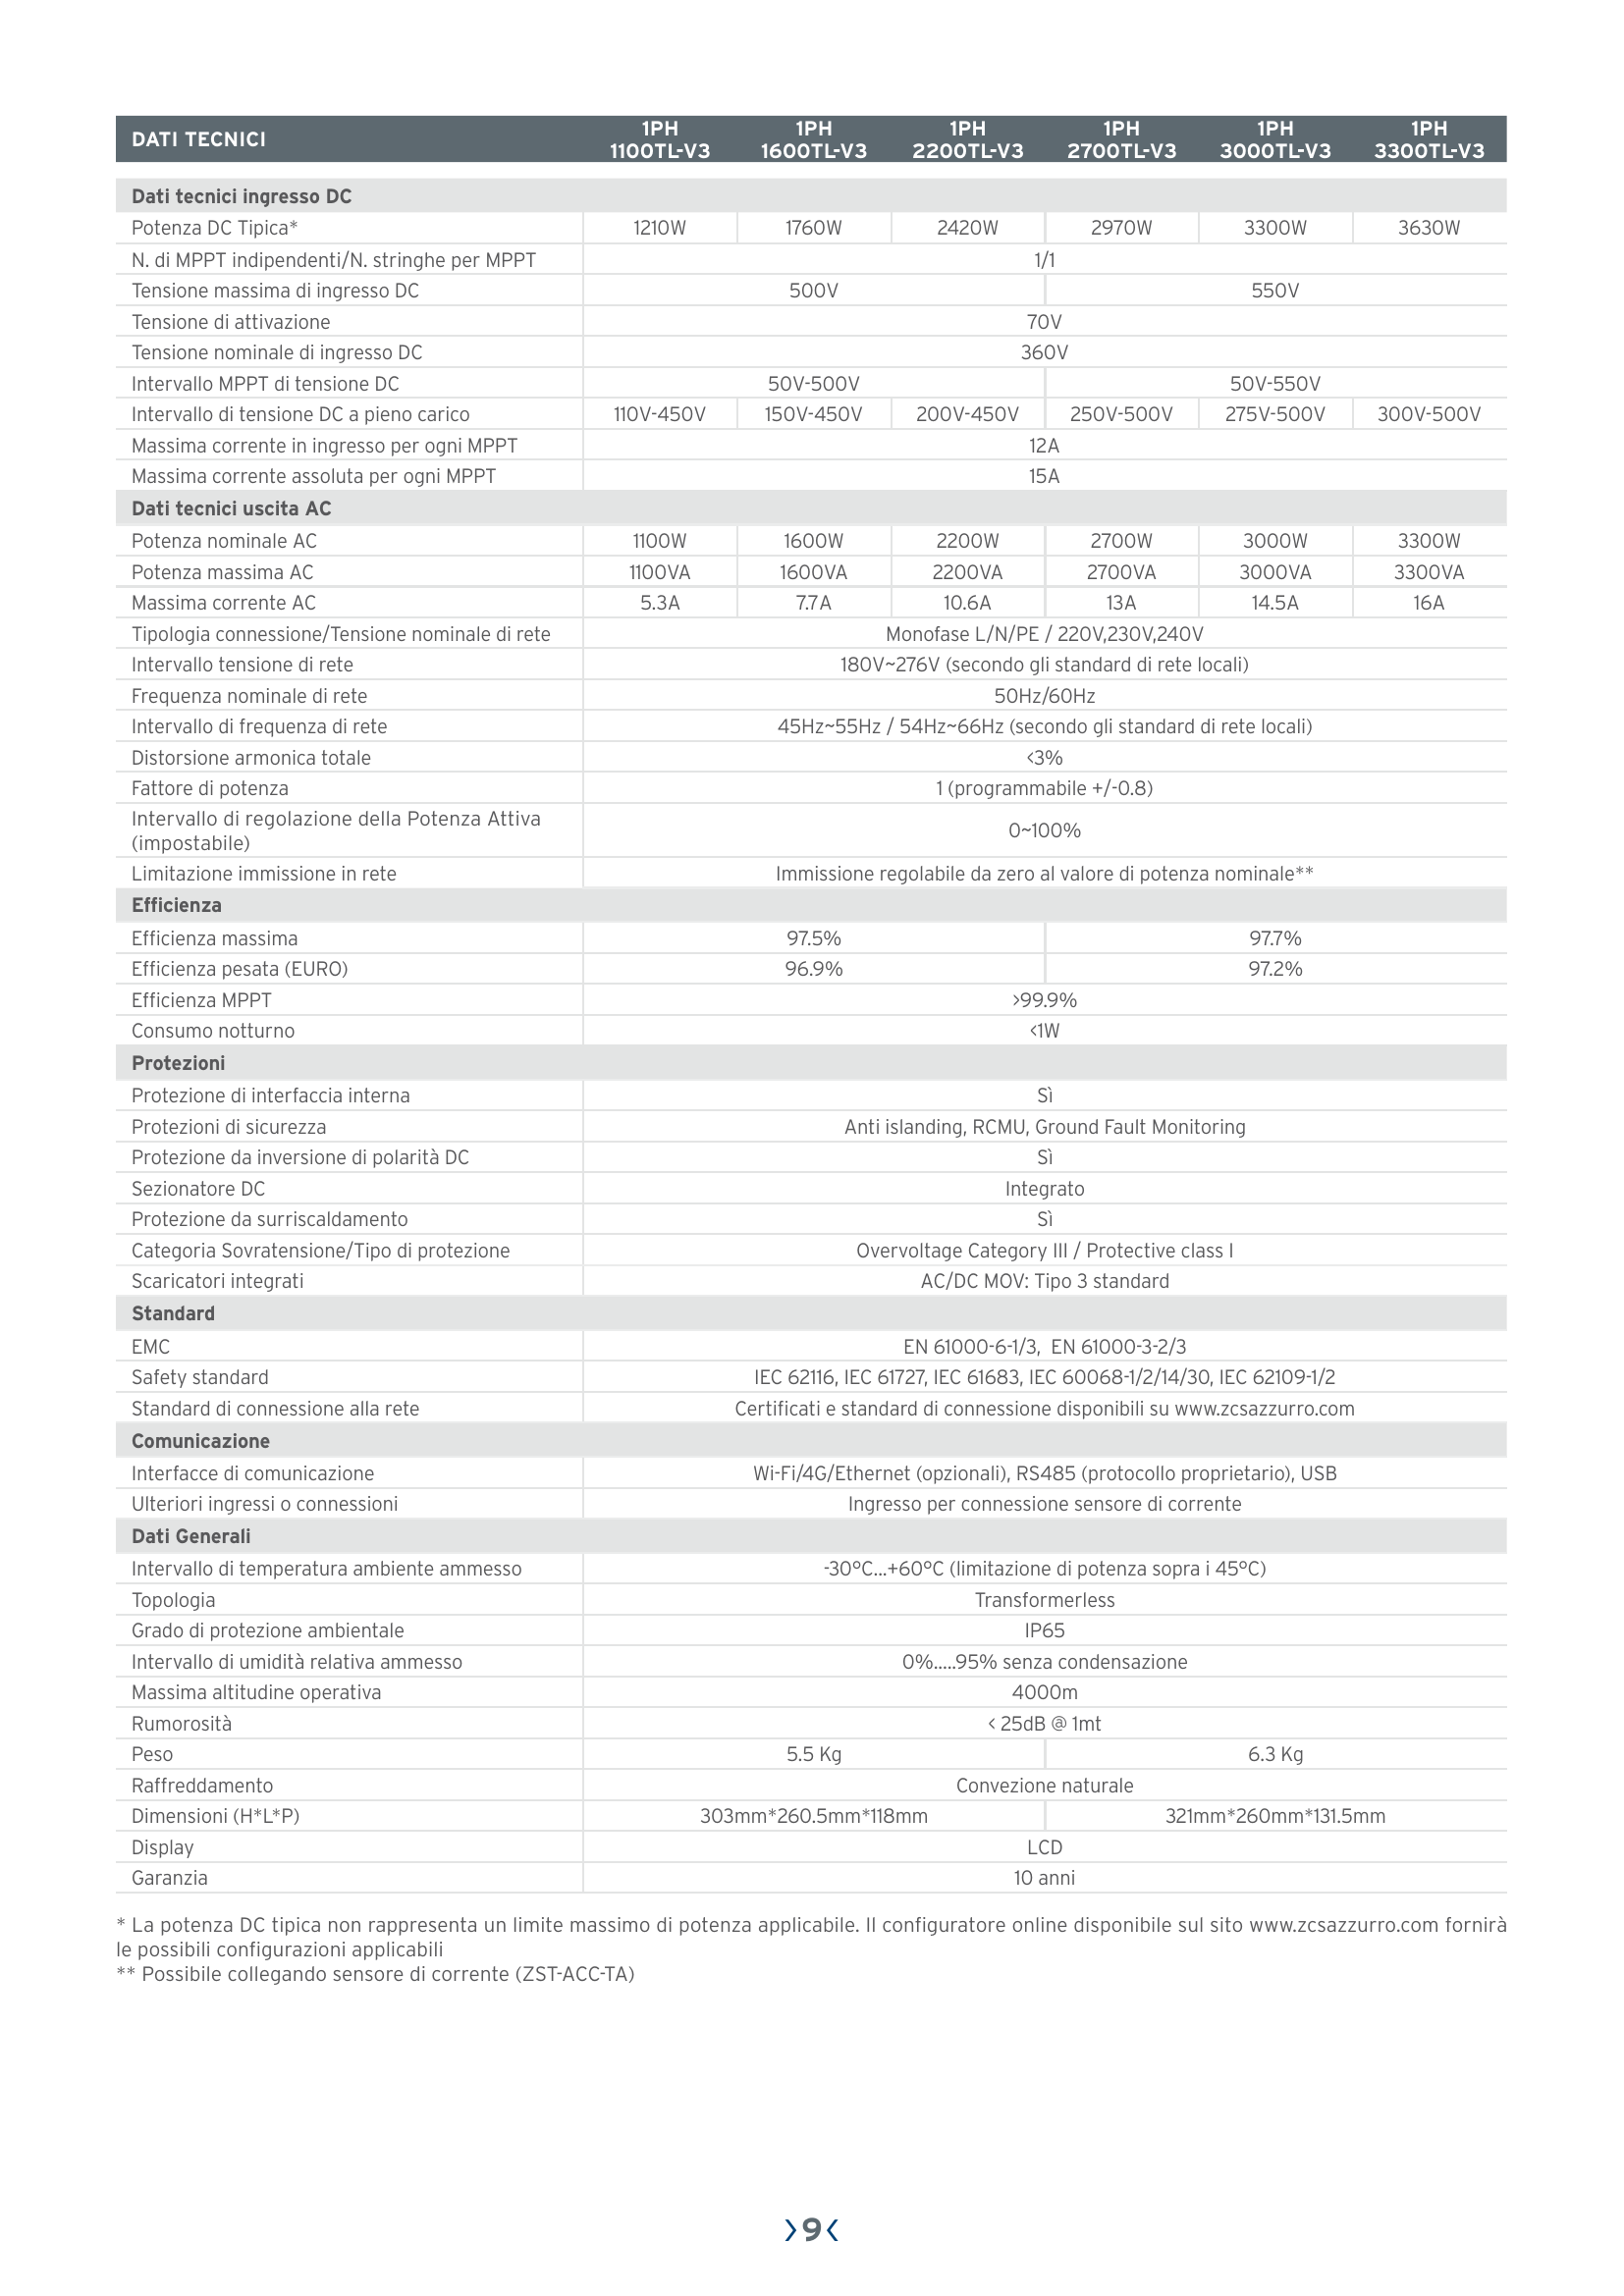 DATI TECNICI 1PH 1PH 1PH 1PH 1PH 1PH
1100TL-V3 1600TL-V3 2200TL-V3 2700TL-V3 3000TL-V3 3300TL-V3
Dati tecnici ingresso DC
Potenza DC Tipica* 1210W 1760W 2420W 2970W 3300W 3630W
N. di MPPT indipendenti/N. stringhe per MPPT 1/1
Tensione massima di ingresso DC 500V 550V
Tensione di attivazione 70V
Tensione nominale di ingresso DC 360V
Intervallo MPPT di tensione DC 50V-500V 50V-550V
Intervallo di tensione DC a pieno carico 110V-450V 150V-450V 200V-450V 250V-500V 275V-500V 300V-500V
Massima corrente in ingresso per ogni MPPT 12A
Massima corrente assoluta per ogni MPPT 15A
Dati tecnici uscita AC
Potenza nominale AC 1100W 1600W 2200W 2700W 3000W 3300W
Potenza massima AC 1100VA 1600VA 2200VA 2700VA 3000VA 3300VA
Massima corrente AC 5.3A 7.7A 10.6A 13A 14.5A 16A
Tipologia connessione/Tensione nominale di rete Monofase L/N/PE / 220V,230V,240V
Intervallo tensione di rete 180V~276V (secondo gli standard di rete locali)
Frequenza nominale di rete 50Hz/60Hz
Intervallo di frequenza di rete 45Hz~55Hz / 54Hz~66Hz (secondo gli standard di rete locali)
Distorsione armonica totale <3%
Fattore di potenza 1 (programmabile +/-0.8)
Intervallo di regolazione della Potenza Attiva
(impostabile) 0~100%
Limitazione immissione in rete Immissione regolabile da zero al valore di potenza nominale**
Efficienza
Efficienza massima 97.5% 97.7%
Efficienza pesata (EURO) 96.9% 97.2%
Efficienza MPPT >99.9%
Consumo notturno <1W
Protezioni
Protezione di interfaccia interna Sì
Protezioni di sicurezza Anti islanding, RCMU, Ground Fault Monitoring
Protezione da inversione di polarità DC Sì
Sezionatore DC Integrato
Protezione da surriscaldamento Sì
Categoria Sovratensione/Tipo di protezione Overvoltage Category III / Protective class I
Scaricatori integrati AC/DC MOV: Tipo 3 standard
Standard
EMC EN 61000-6-1/3, EN 61000-3-2/3
Safety standard IEC 62116, IEC 61727, IEC 61683, IEC 60068-1/2/14/30, IEC 62109-1/2
Standard di connessione alla rete Certificati e standard di connessione disponibili su www.zcsazzurro.com
Comunicazione
Interfacce di comunicazione Wi-Fi/4G/Ethernet (opzionali), RS485 (protocollo proprietario), USB
Ulteriori ingressi o connessioni Ingresso per connessione sensore di corrente
Dati Generali
Intervallo di temperatura ambiente ammesso -30°C...+60°C (limitazione di potenza sopra i 45°C)
Topologia Transformerless
Grado di protezione ambientale IP65
Intervallo di umidità relativa ammesso 0%.....95% senza condensazione
Massima altitudine operativa 4000m
Rumorosità < 25dB @ 1mt
Peso 5.5 Kg 6.3 Kg
Raffreddamento Convezione naturale
Dimensioni (H*L*P) 303mm*260.5mm*118mm 321mm*260mm*131.5mm
Display LCD
Garanzia 10 anni
* La potenza DC tipica non rappresenta un limite massimo di potenza applicabile. Il configuratore online disponibile sul sito www.zcsazzurro.com fornirà
le possibili configurazioni applicabili
** Possibile collegando sensore di corrente (ZST-ACC-TA)
9